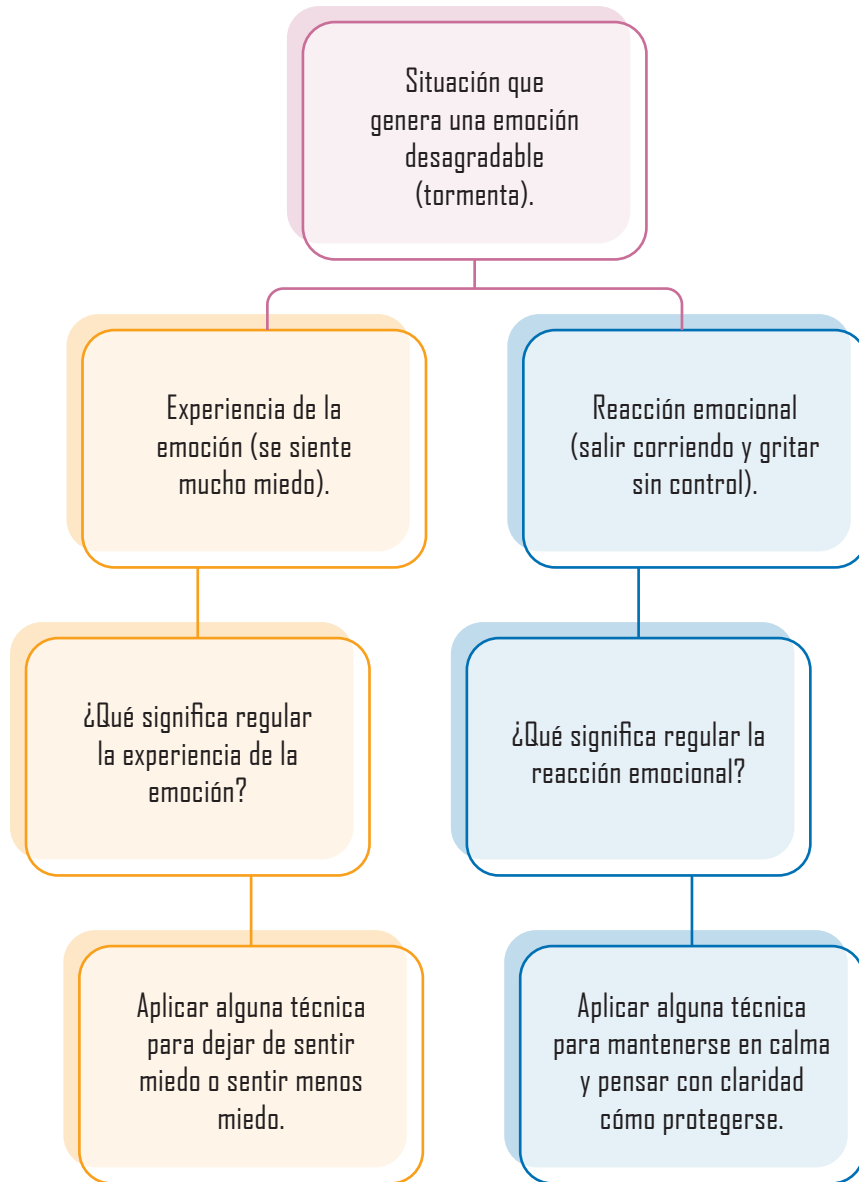 Situación que
genera una emoción
desagradable
(tormenta).
Experiencia de la
emoción (se siente
mucho miedo).
Reacción emocional
(salir corriendo y gritar
sin control).
¿Qué significa regular
la experiencia de la
emoción?
¿Qué significa regular la
reacción emocional?
Aplicar alguna técnica
para dejar de sentir
miedo o sentir menos
miedo.
Aplicar alguna técnica
para mantenerse en calma
y pensar con claridad
cómo protegerse.